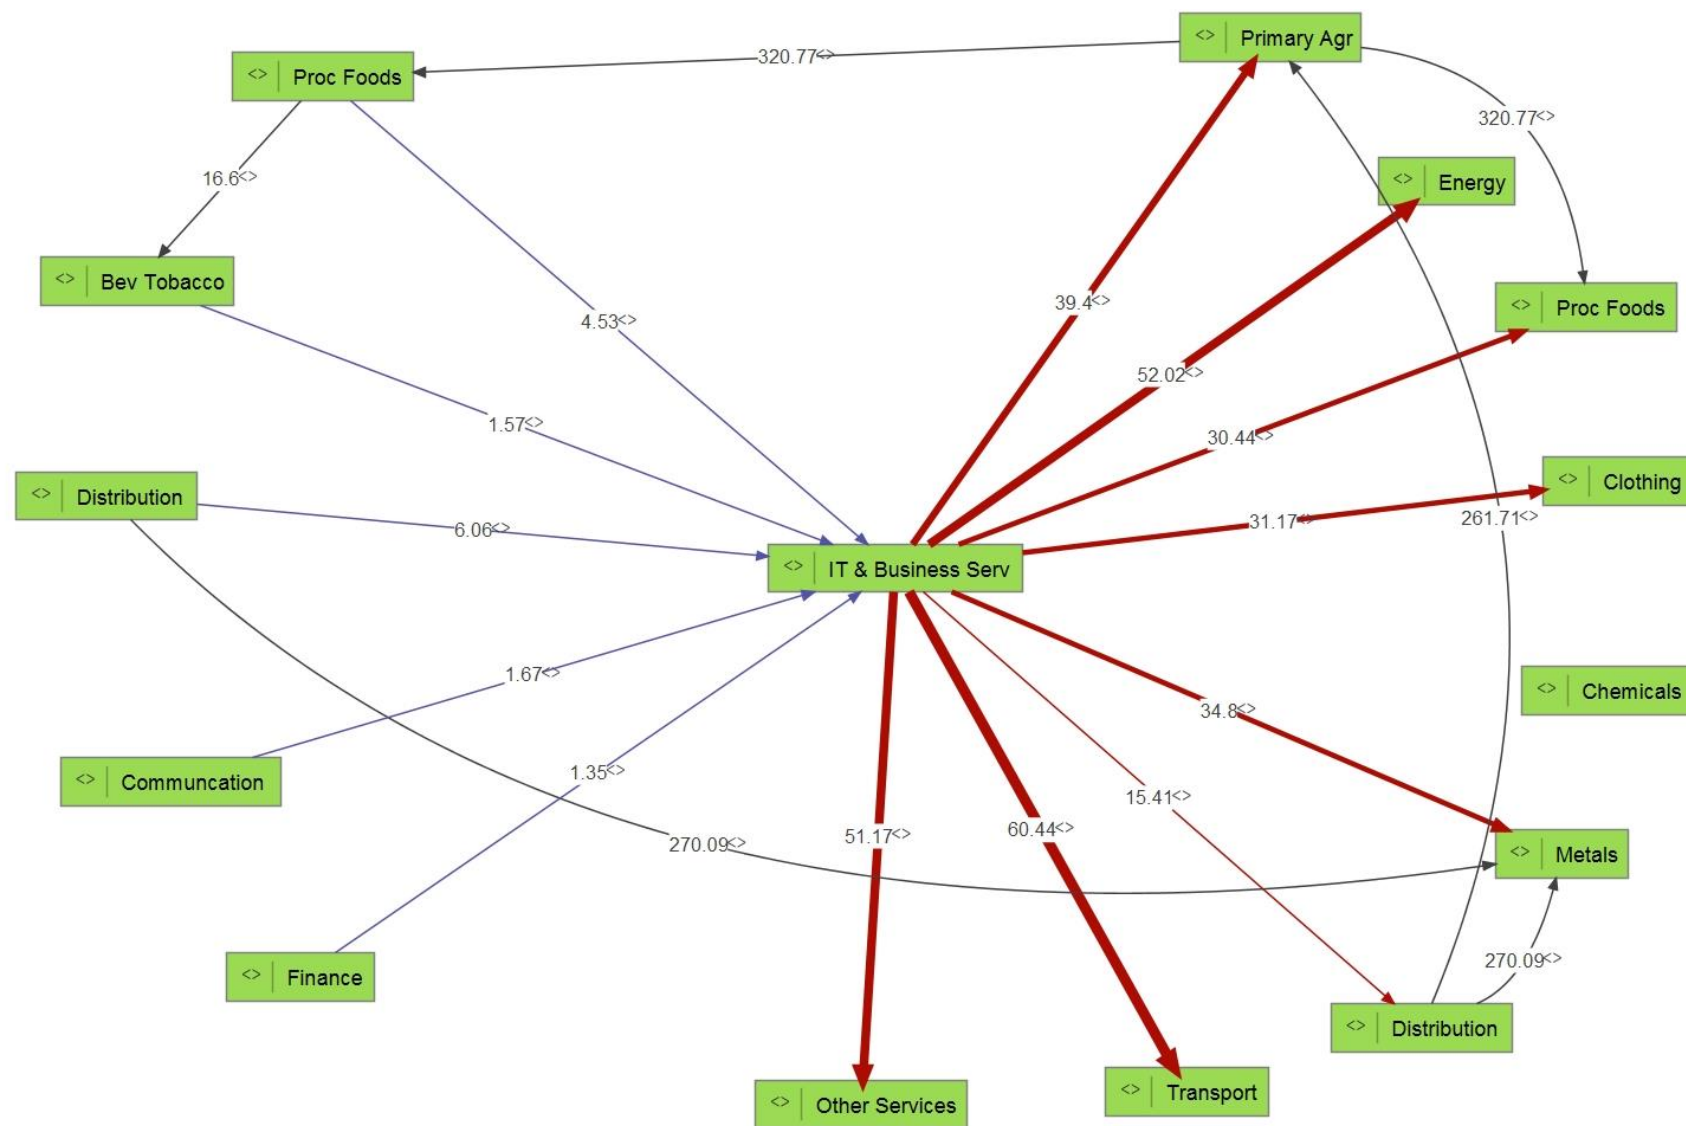 <> Primary Agr
320.77<>
<> Proc Foods
320.77<>
16.6<>
<> Energy
<> Bev Tobacco
39.4<>
<> Proc Foods
4.53<>
52.02<>
1.57<>
30.44<>
<> Clothing
<> Distribution
6.06<>
31.17<>
261.71<>
<> IT & Business Serv
1.67<>
34.8<>
<> Chemicals
<> Communcation
1.35<>
15.41<>
51.17<>
60.44<>
270.09<>
<> Metals
270.09<>
<> Finance
<> Distribution
<> Transport
<> Other Services